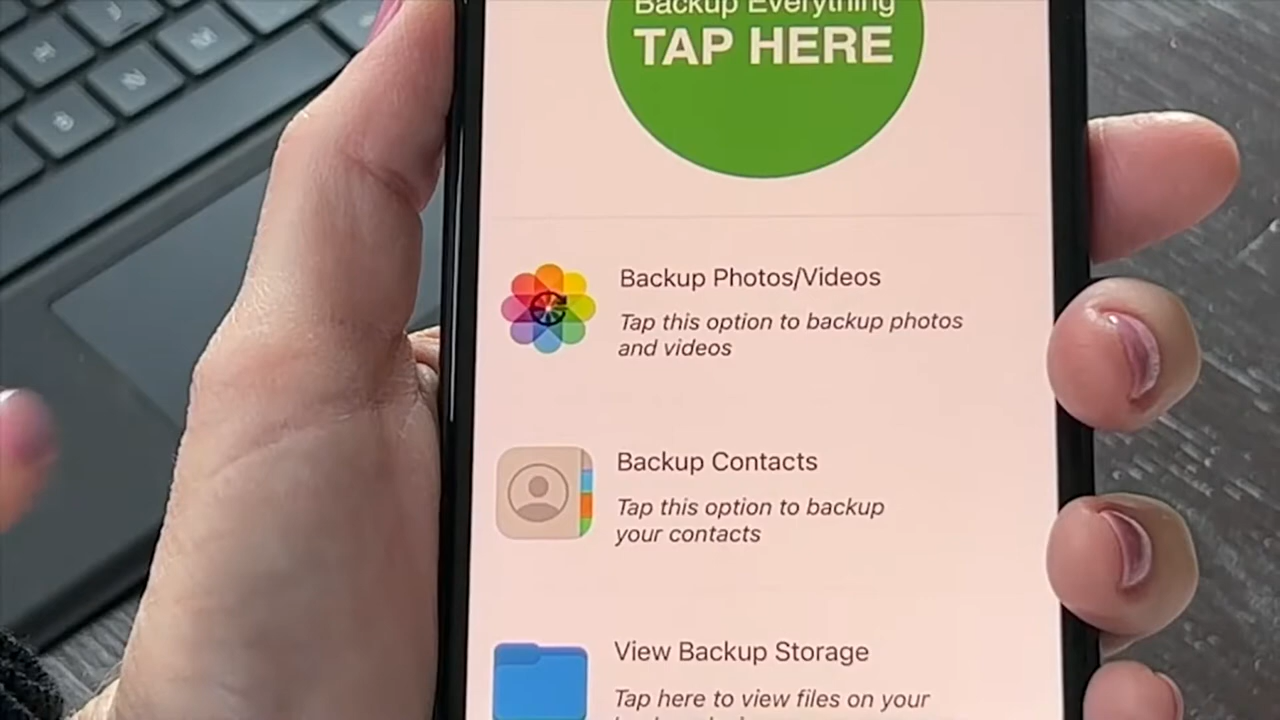 Backup Everything
TAP HERE
Backup Photos/Videos
Tap this option to backup photos
and videos
Backup Contacts
Tap this option to backup
your contacts
View Backup Storage
Tap here to view files on your